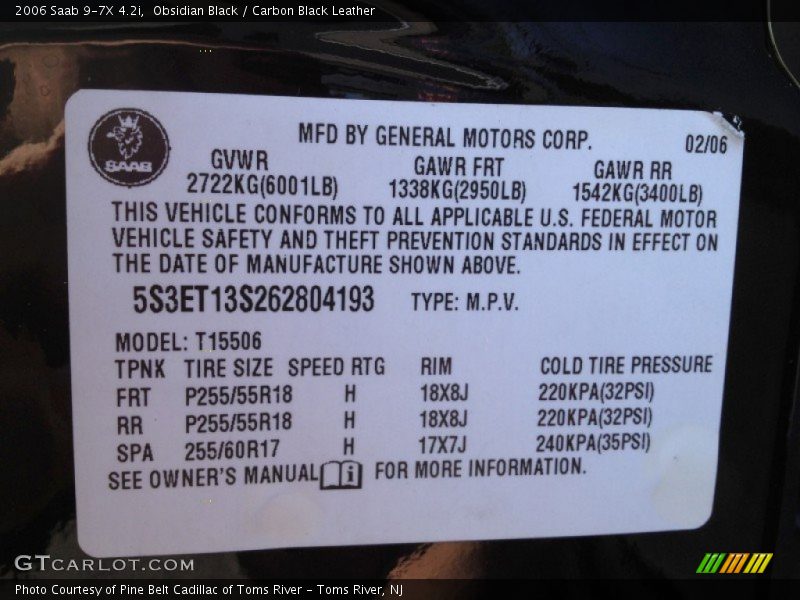 2006 Saab 9-7X 4.2i,  Obsidian Black / Carbon Black Leather
SAAB
MFD BY GENERAL MOTORS CORP. 02/06
GVWR GAWR FRT GAWR RR
2722KG(6001LB) 1338KG(2950LB) 1542KG(3400LB)
THIS VEHICLE CONFORMS TO ALL APPLICABLE U.S. FEDERAL MOTOR
VEHICLE SAFETY AND THEFT PREVENTION STANDARDS IN EFFECT ON
THE DATE OF MANUFACTURE SHOWN ABOVE.
5S3ET13S262804193 TYPE: M.P.V.
MODEL: T15506
TPNK TIRE SIZE SPEED RTG RIM COLD TIRE PRESSURE
FRT P255/55R18 H 18X8J 220KPA(32PSI)
RR P255/55R18 H 18X8J 220KPA(32PSI)
SPA 255/60R17 H 17X7J 240KPA(35PSI)
SEE OWNER'S MANUAL i FOR MORE INFORMATION.
GTCARLOT.COM
Photo Courtesy of Pine Belt Cadillac of Toms River – Toms River, NJ